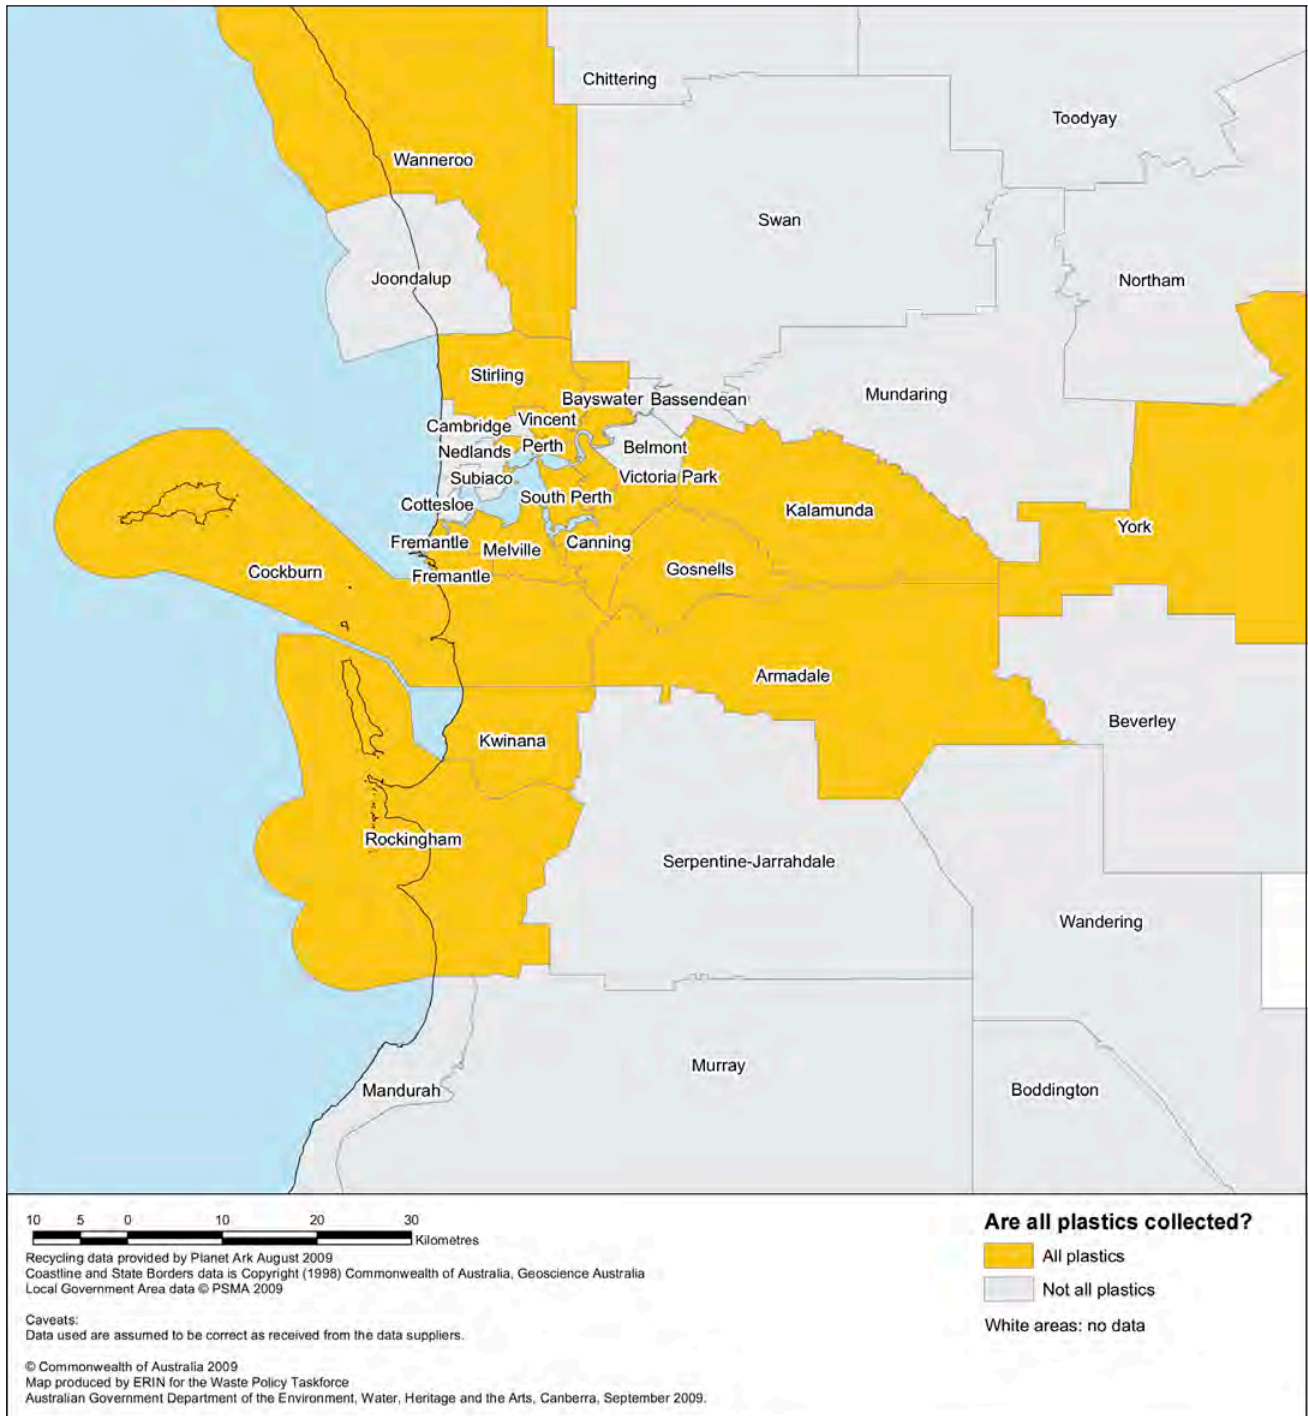 Chittering
Toodyay
Wanneroo
Swan
Joondalup
Northam
Stirling
Mundaring
Bayswater
Bassendean
Vincent
Cambridge
Perth
Belmont
Nedlands
Victoria Park
Subiaco
South Perth
Cottesloe
Kalamunda
York
Fremantle
Melville
Canning
Gosnells
Cockburn
Fremantle
Armadale
Beverley
Kwinana
Rockingham
Serpentine-Jarrahdale
Wandering
Murray
Mandurah
Boddington
10 5 0 10 20 30
Kilometres
Recycling data provided by Planet Ark August 2009
Coastline and State Borders data is Copyright (1998) Commonwealth of Australia, Geoscience Australia
Local Government Area data © PSMA 2009
Caveats:
Data used are assumed to be correct as received from the data suppliers.
© Commonwealth of Australia 2009
Map produced by ERIN for the Waste Policy Taskforce
Australian Government Department of the Environment, Water, Heritage and the Arts, Canberra, September 2009.
Are all plastics collected?
All plastics
Not all plastics
White areas: no data